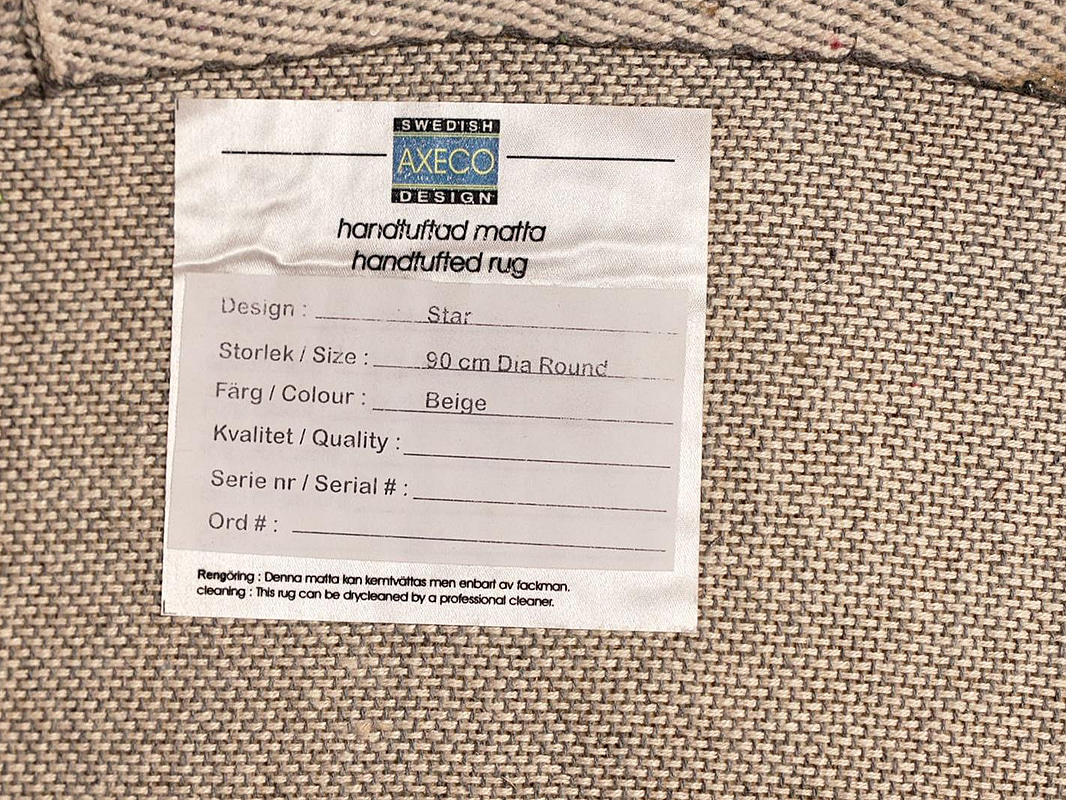 SWEDISH
AXECO
DESIGN
handtuftad matta
handtufted rug
Design : Star
Storlek / Size : 90 cm Dia Round
Färg / Colour : Beige
Kvalitet / Quality :
Serie nr / Serial # :
Ord # :
Rengöring : Denna matta kan kemtvättas men enbart av fackman.
cleaning : This rug can be drycleaned by a professional cleaner.